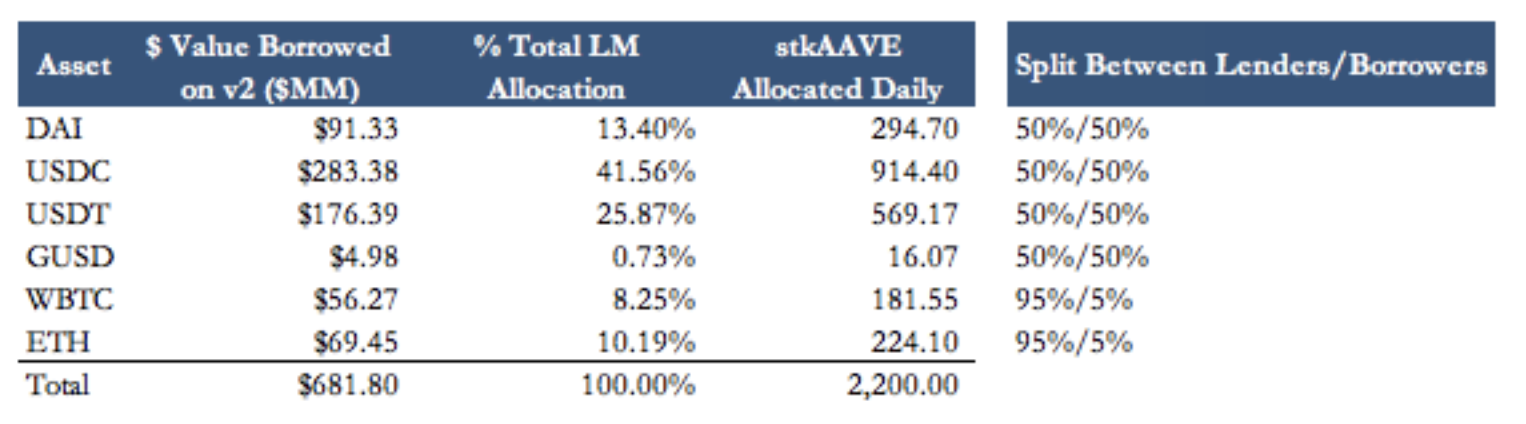 Asset $ Value Borrowed on v2 ($MM) % Total LM Allocation stkAAVE Allocated Daily Split Between Lenders/Borrowers
DAI $91.33 13.40% 294.70 50%/50%
USDC $283.38 41.56% 914.40 50%/50%
USDT $176.39 25.87% 569.17 50%/50%
GUSD $4.98 0.73% 16.07 50%/50%
WBTC $56.27 8.25% 181.55 95%/5%
ETH $69.45 10.19% 224.10 95%/5%
Total $681.80 100.00% 2,200.00